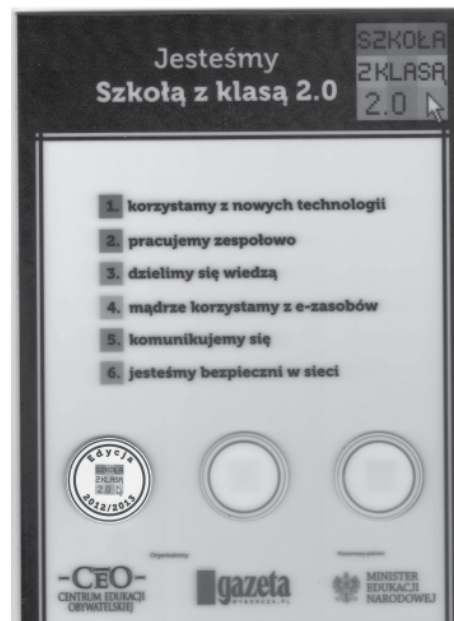 Jesteśmy
Szkołą z klasą 2.0
SZKOŁA
Z KLASĄ
2.0
1. korzystamy z nowych technologii
2. pracujemy zespołowo
3. dzielimy się wiedzą
4. mądrze korzystamy z e-zasobów
5. komunikujemy się
6. jesteśmy bezpieczni w sieci
Edycja
SZKOŁA
Z KLASĄ
2.0
2012/2013
CEO
CENTRUM EDUKACJI
OBYWATELSKIEJ
gazeta
WYBORCZA.PL
MINISTER
EDUKACJI
NARODOWEJ